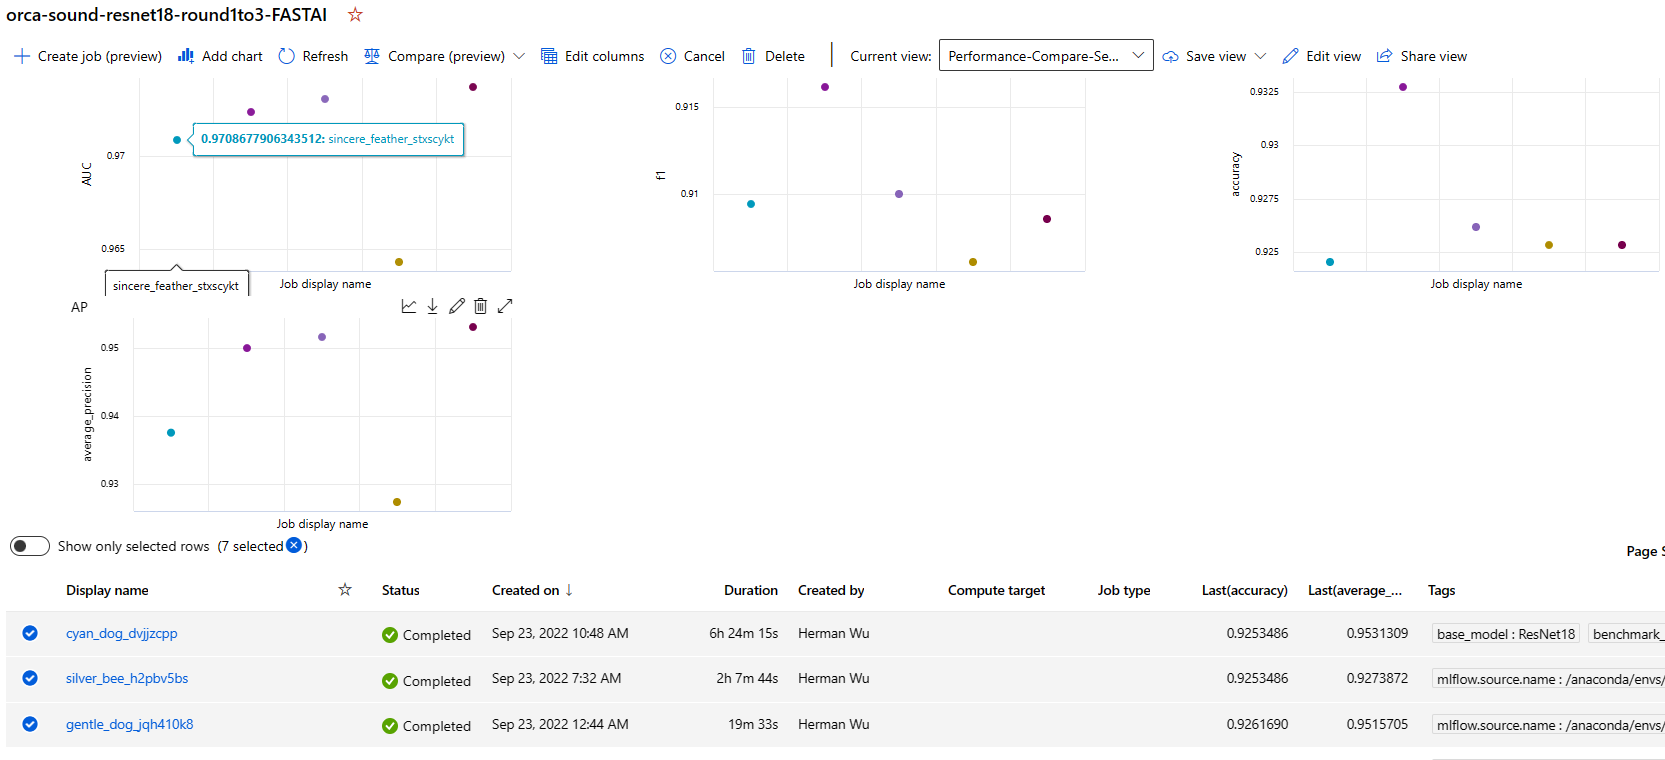 orca-sound-resnet18-round1to3-FASTAI
Create job (preview) Add chart Refresh Compare (preview) Edit columns Cancel Delete Current view: Performance-Compare-Se... Save view Edit view Share view
0.97
0.965
AUC
0.9708677906343512: sincere_feather_stxscykt
sincere_feather_stxscykt
Job display name
0.915
0.91
f1
Job display name
0.9325
0.93
0.9275
0.925
accuracy
Job display name
AP
0.95
0.94
0.93
average_precision
Job display name
Show only selected rows (7 selected )
Page S
Display name Status Created on ↓ Duration Created by Compute target Job type Last(accuracy) Last(average_... Tags
cyan_dog_dvjjzcpp Completed Sep 23, 2022 10:48 AM 6h 24m 15s Herman Wu 0.9253486 0.9531309 base_model : ResNet18 benchmark_
silver_bee_h2pbv5bs Completed Sep 23, 2022 7:32 AM 2h 7m 44s Herman Wu 0.9253486 0.9273872 mlflow.source.name : /anaconda/envs/
gentle_dog_jqh410k8 Completed Sep 23, 2022 12:44 AM 19m 33s Herman Wu 0.9261690 0.9515705 mlflow.source.name : /anaconda/envs/